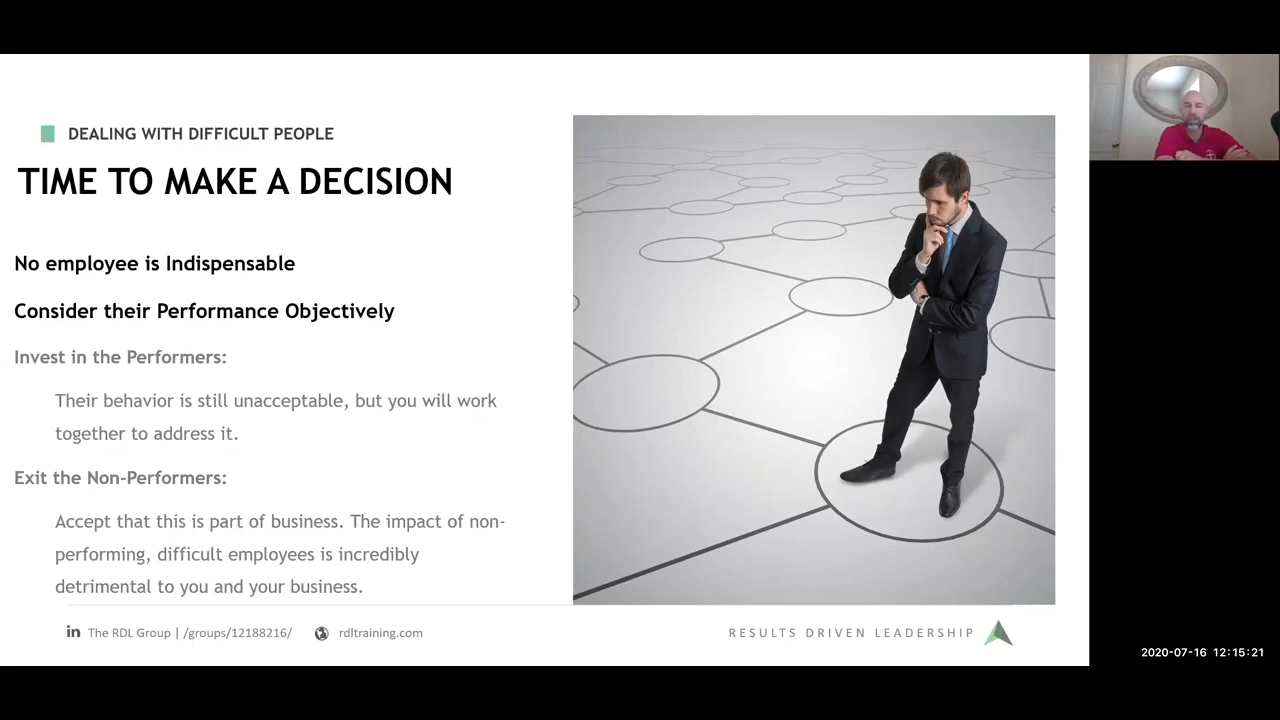 DEALING WITH DIFFICULT PEOPLE
TIME TO MAKE A DECISION
No employee is Indispensable
Consider their Performance Objectively
Invest in the Performers:
Their behavior is still unacceptable, but you will work
together to address it.
Exit the Non-Performers:
Accept that this is part of business. The impact of non-
performing, difficult employees is incredibly
detrimental to you and your business.
in The RDL Group | /groups/12188216/ rdltraining.com
RESULTS DRIVEN LEADERSHIP
2020-07-16 12:15:21